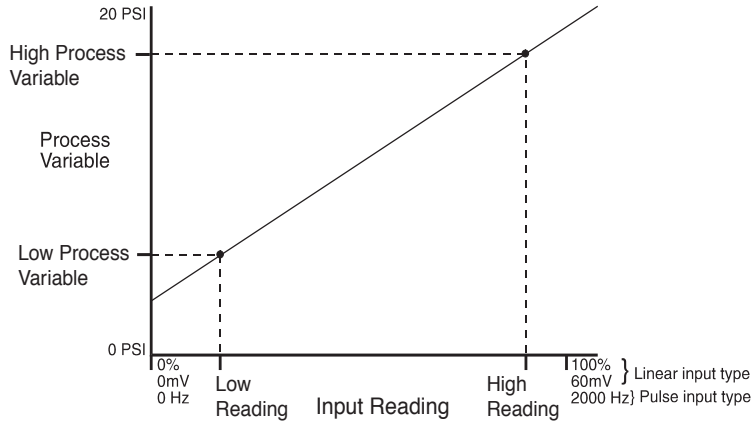 20 PSI
High Process
Variable
Process
Variable
Low Process
Variable
0 PSI
0%
0mV
0 Hz
Low
Reading
Input Reading
High
Reading
100%
60mV
2000 Hz} Pulse input type
} Linear input type